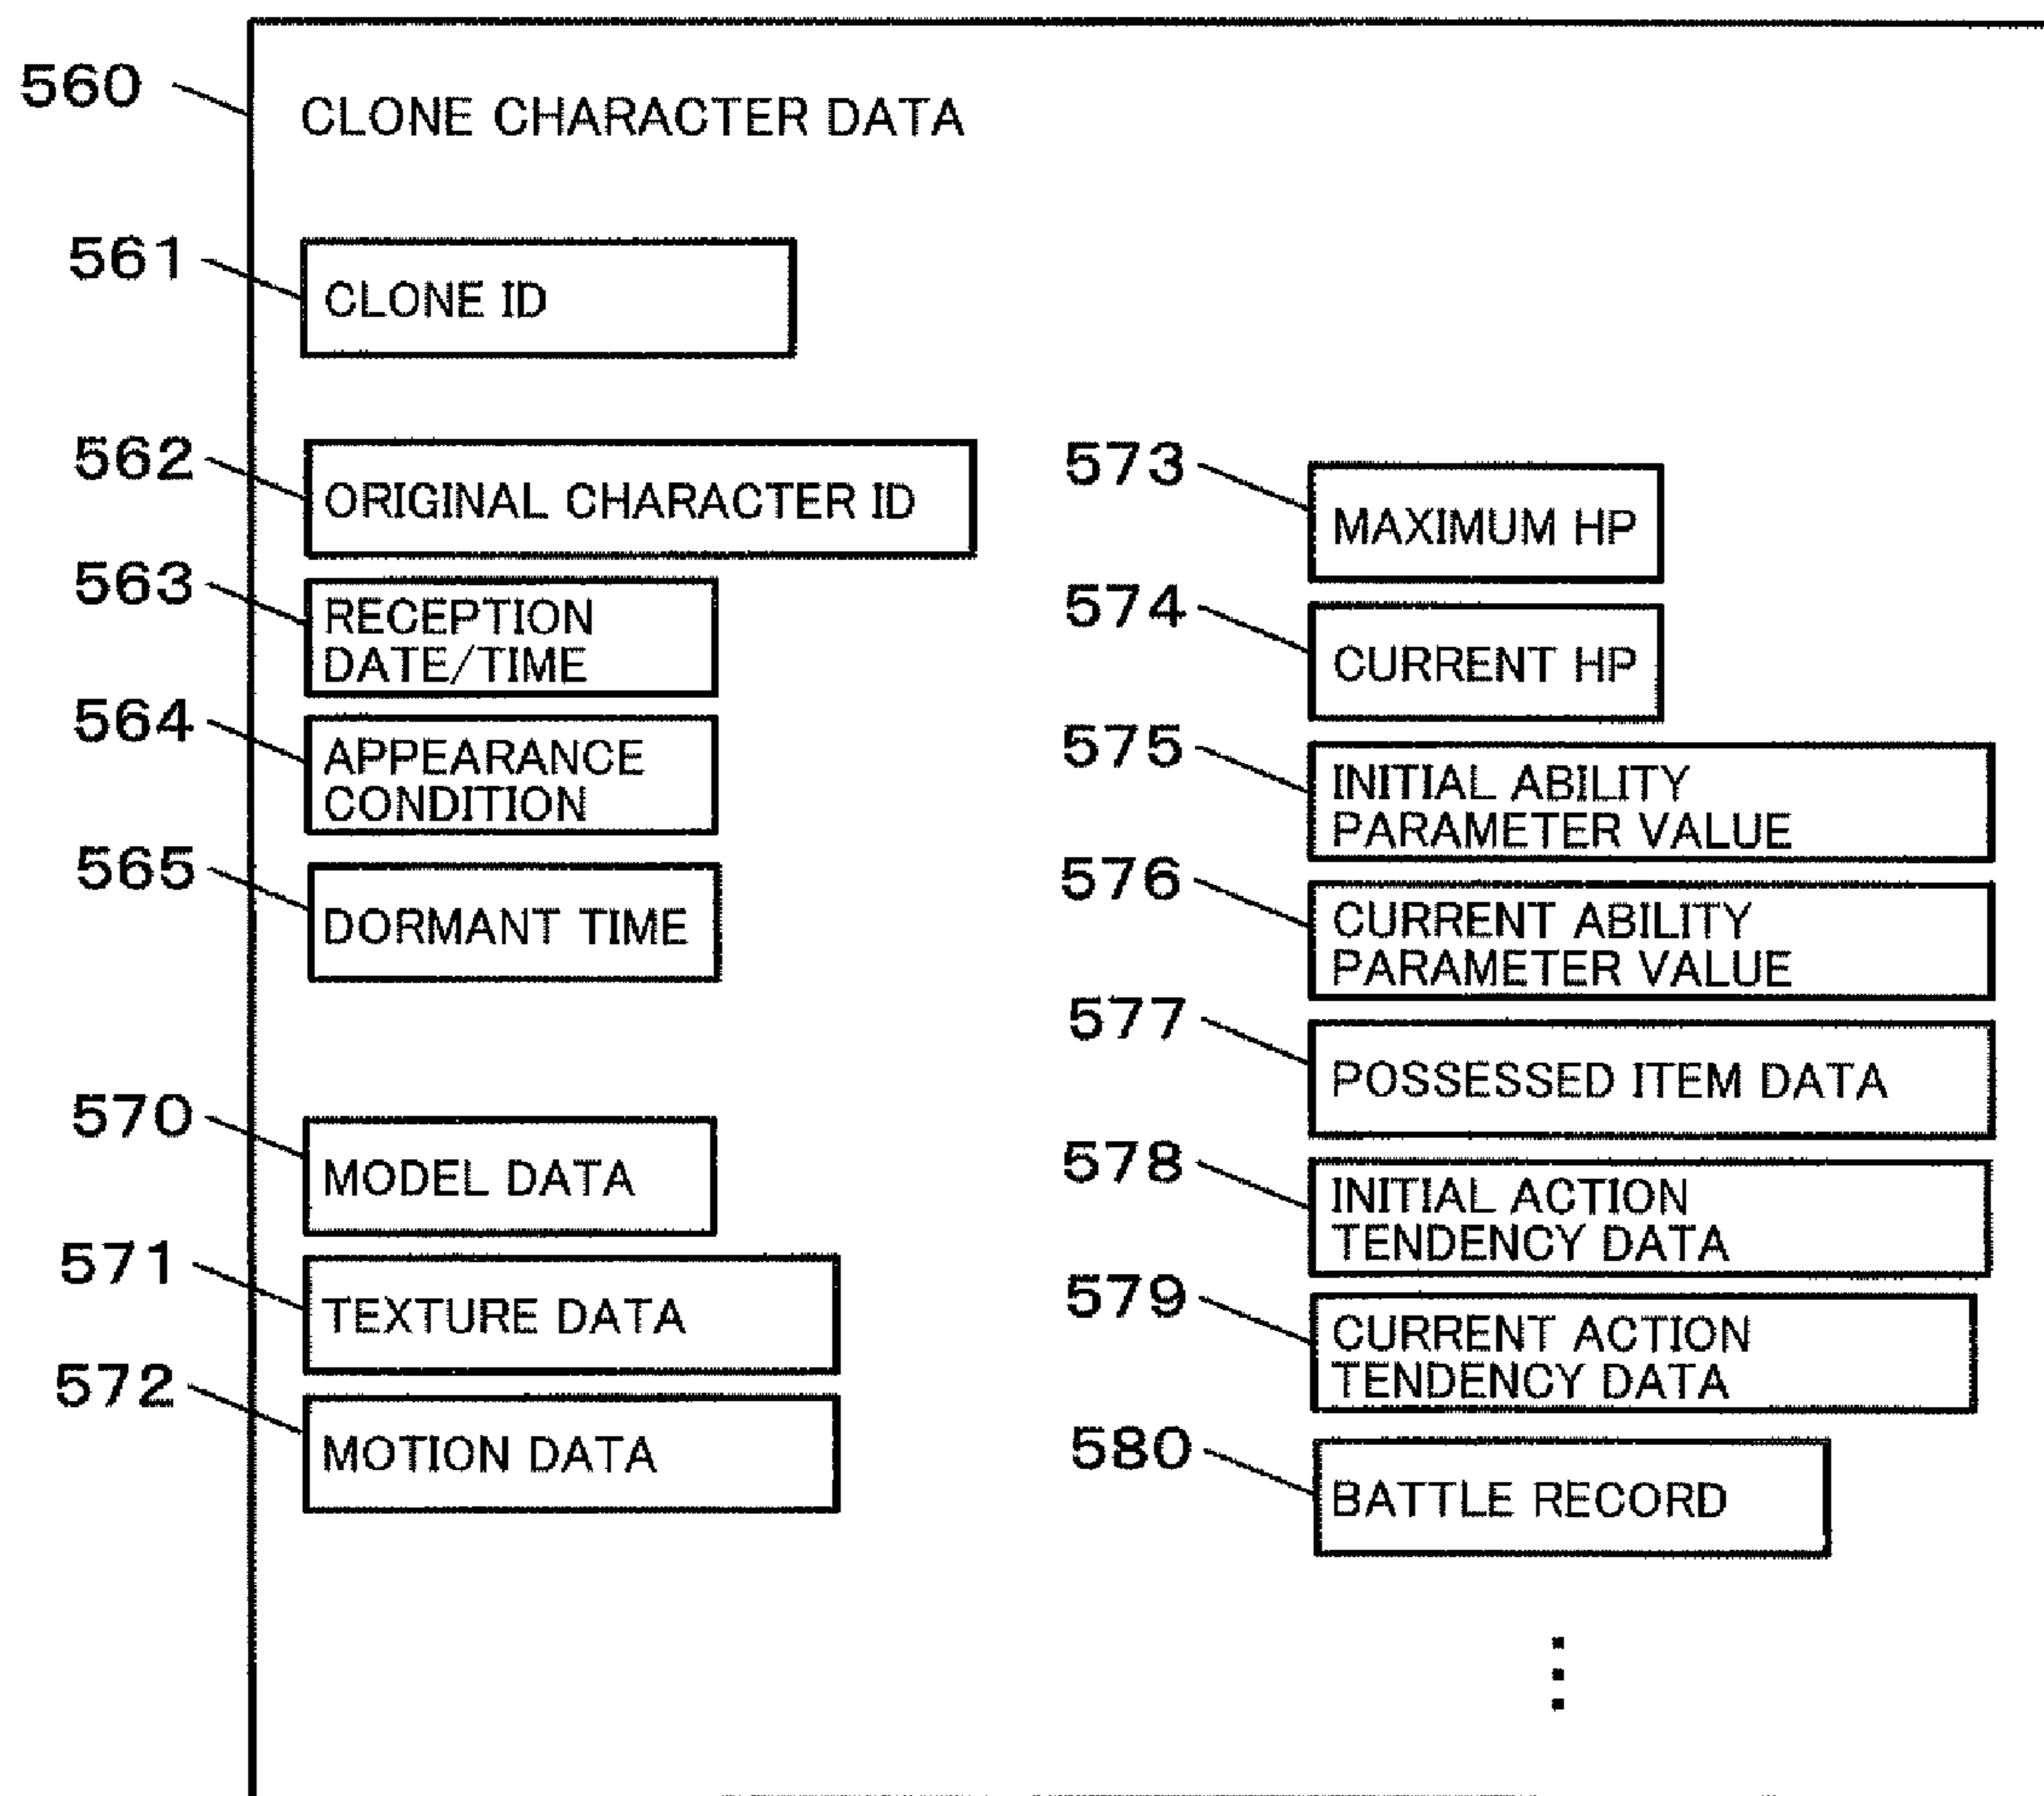 560
CLONE CHARACTER DATA
561
CLONE ID
562
ORIGINAL CHARACTER ID
563
RECEPTION
DATE/TIME
564
APPEARANCE
CONDITION
565
DORMANT TIME
570
MODEL DATA
571
TEXTURE DATA
572
MOTION DATA
573
MAXIMUM HP
574
CURRENT HP
575
INITIAL ABILITY
PARAMETER VALUE
576
CURRENT ABILITY
PARAMETER VALUE
577
POSSESSED ITEM DATA
578
INITIAL ACTION
TENDENCY DATA
579
CURRENT ACTION
TENDENCY DATA
580
BATTLE RECORD